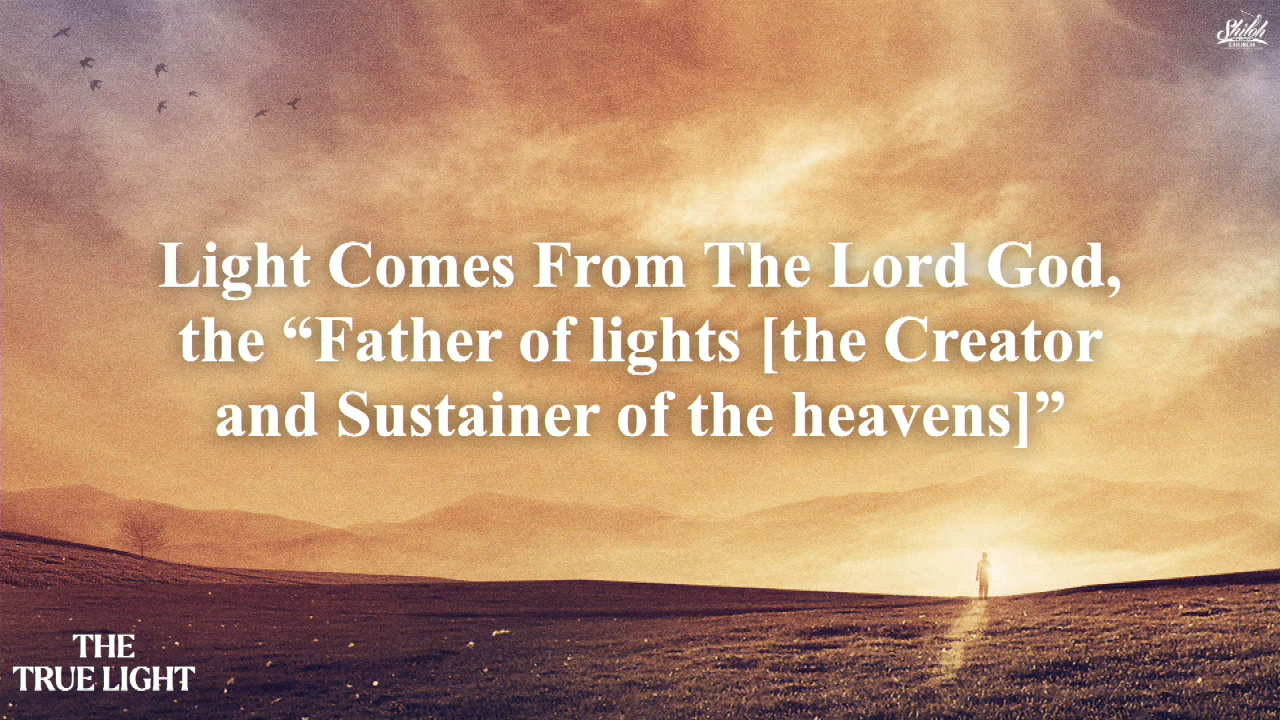 Shiloh
CHURCH
Light Comes From The Lord God,
the “Father of lights [the Creator
and Sustainer of the heavens]”
THE
TRUE LIGHT